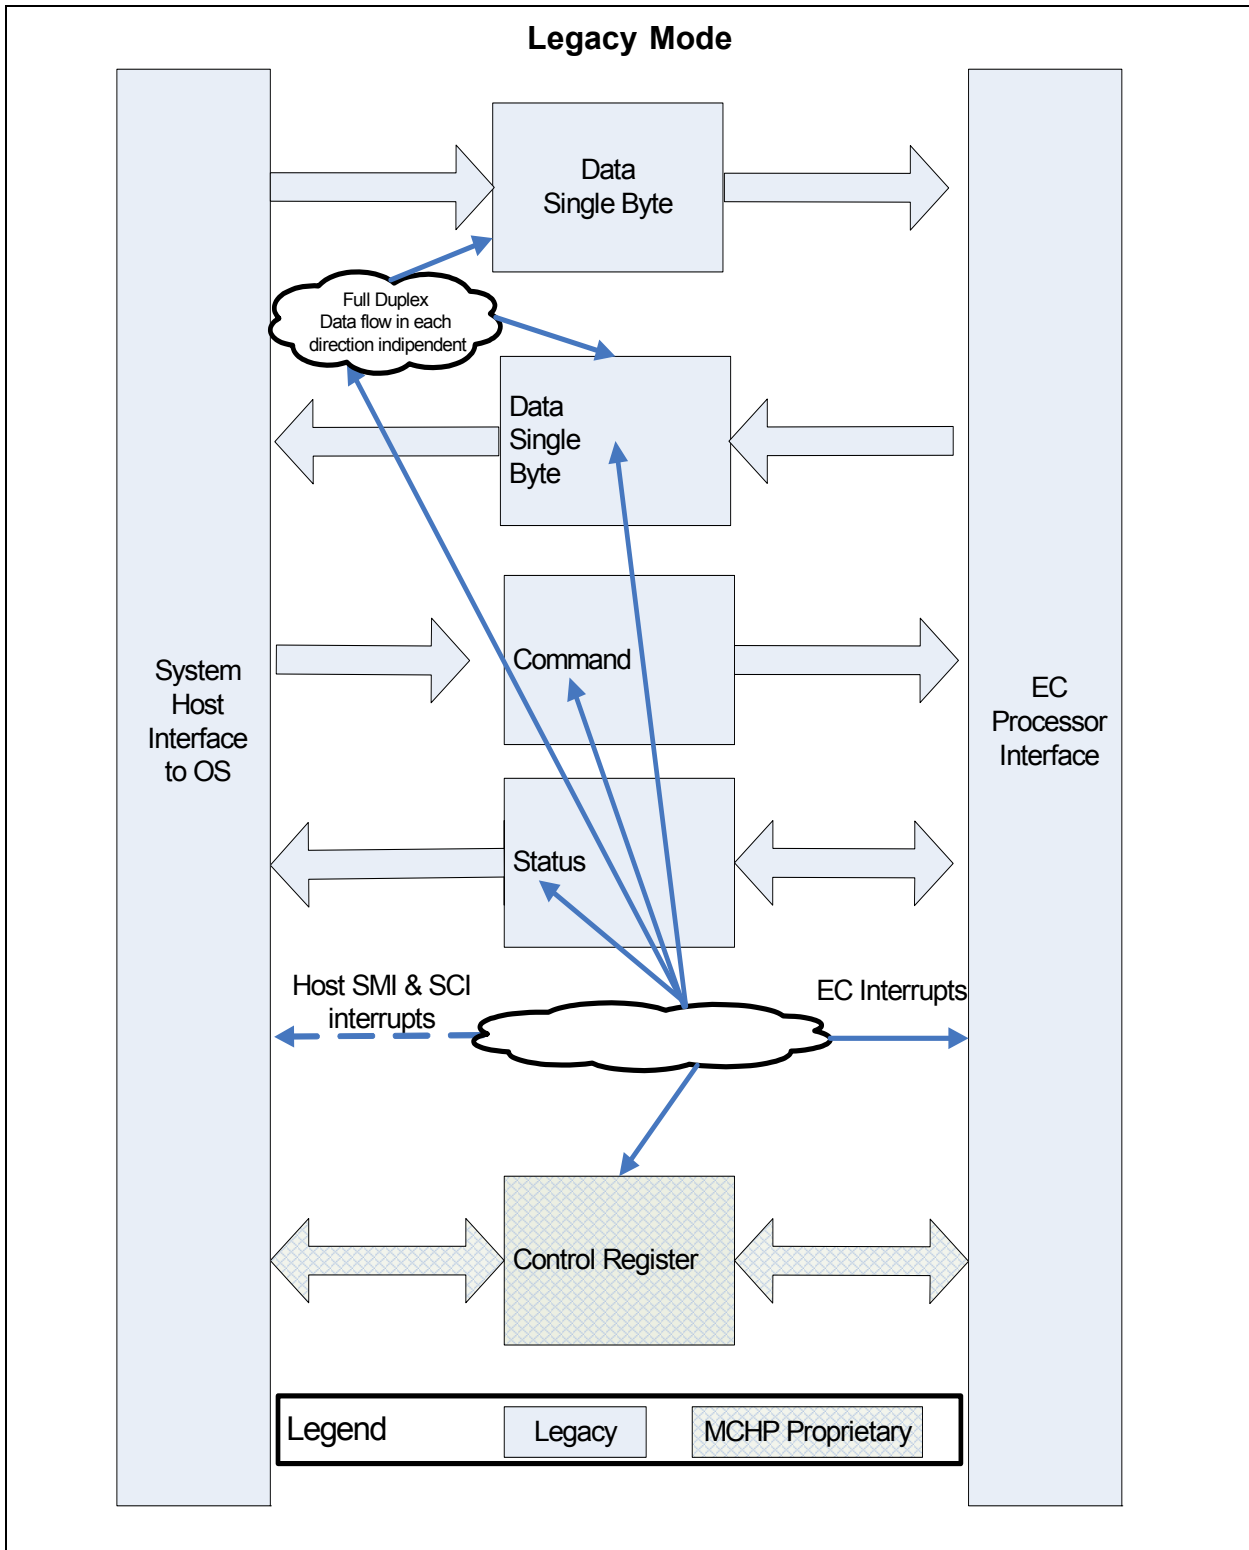 Legacy Mode
Data
Single Byte
Full Duplex
Data flow in each
direction indipendent
Data
Single
Byte
System
Host
Interface
to OS
Command
EC
Processor
Interface
Status
Host SMI & SCI
interrupts
EC Interrupts
Control Register
Legend
Legacy
MCHP Proprietary